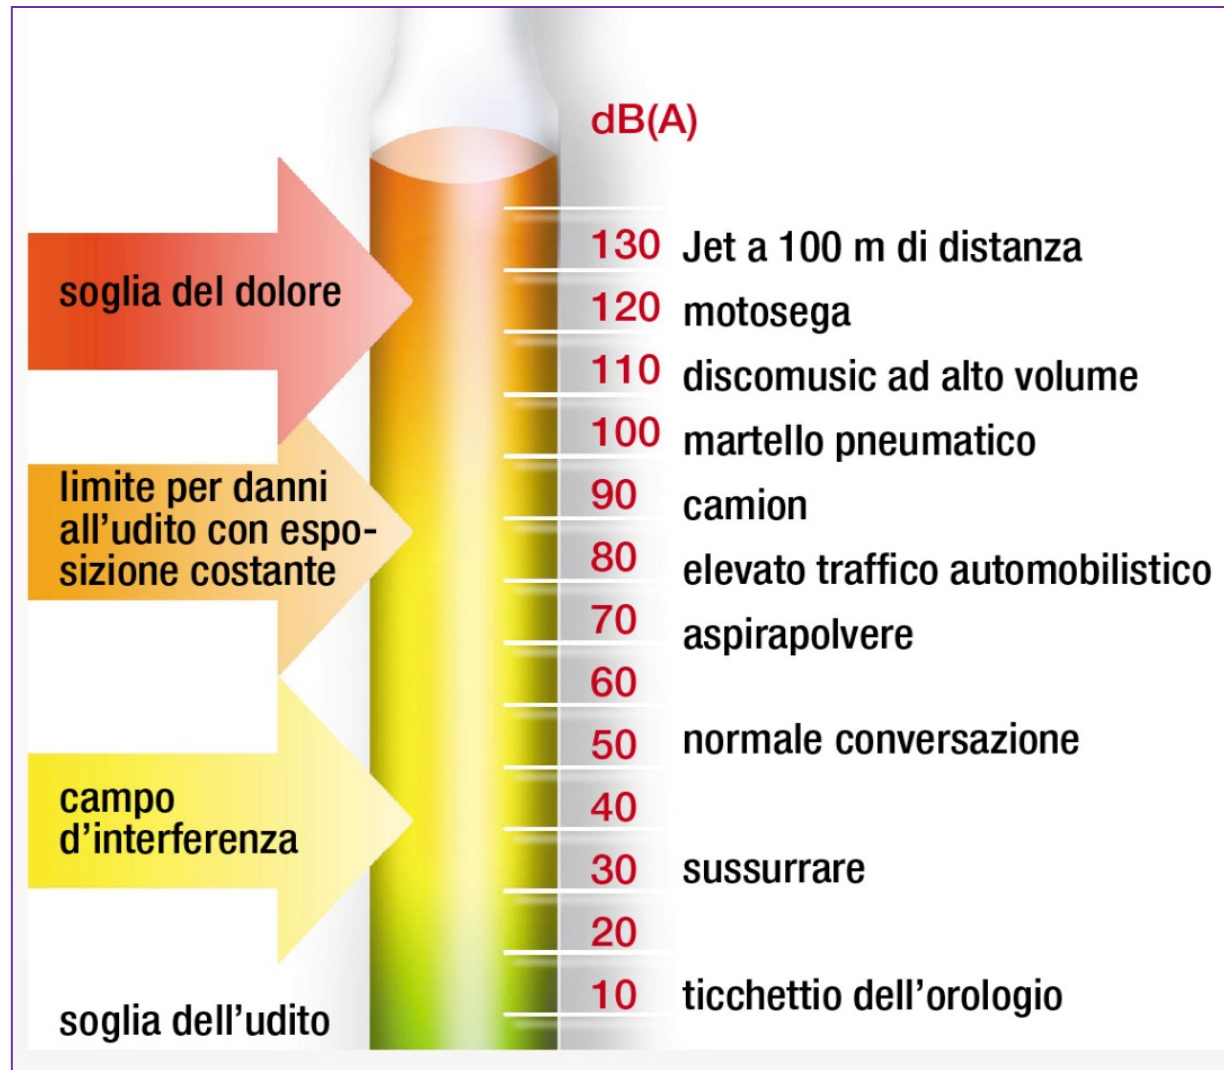 dB(A)
130 Jet a 100 m di distanza
soglia del dolore
120 motosega
110 discomusic ad alto volume
100 martello pneumatico
limite per danni
all’udito con espo-
sizione costante
90 camion
80 elevato traffico automobilistico
70 aspirapolvere
60
50 normale conversazione
campo
d’interferenza
40
30 sussurrare
20
10 ticchettio dell’orologio
soglia dell’udito